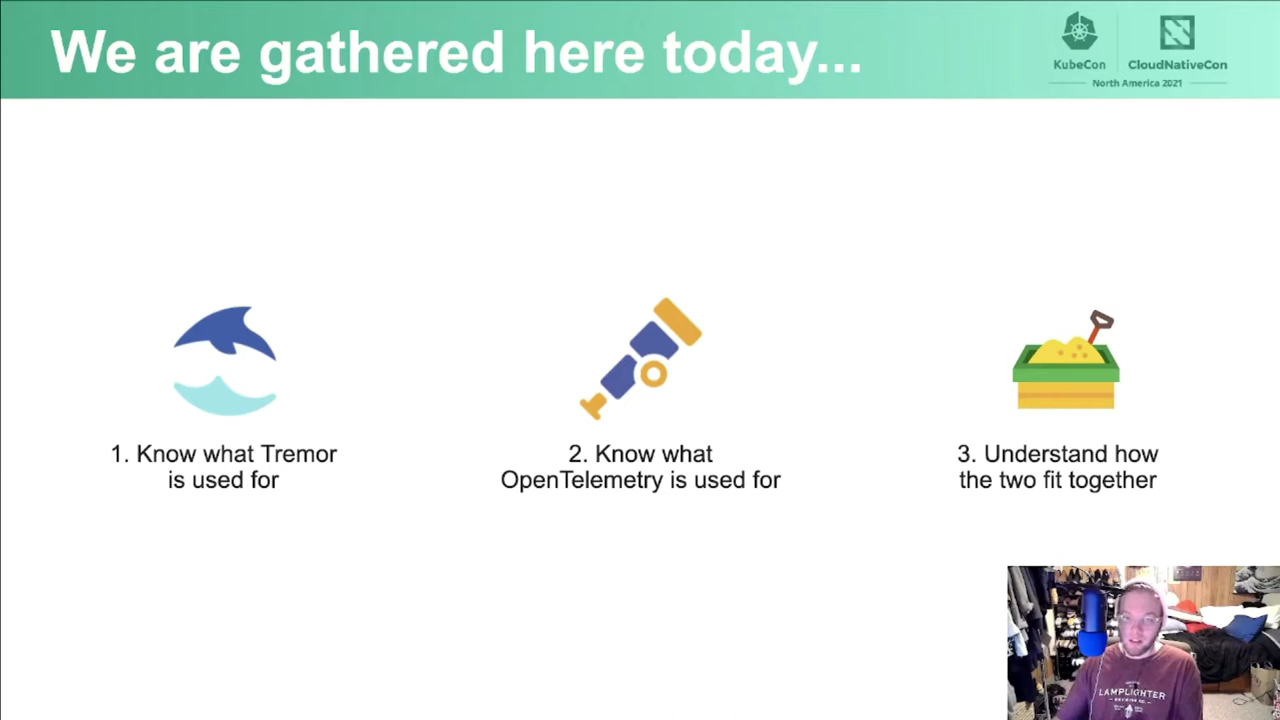 We are gathered here today...
KubeCon
CloudNativeCon
North America 2021
1. Know what Tremor
is used for
2. Know what
OpenTelemetry is used for
3. Understand how
the two fit together
LAMPLIGHTER